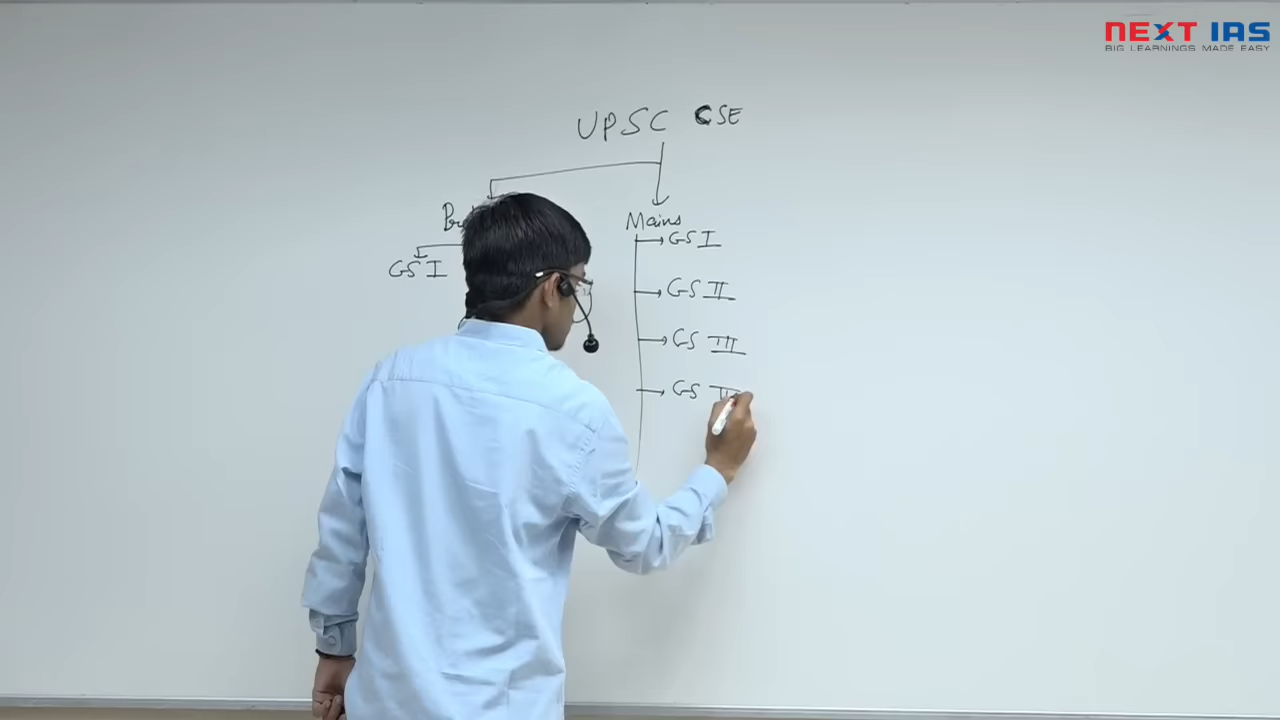 NEXT IAS
BIG LEARNINGS MADE EASY
UPSC CSE
Mains
GS I
GS I
GS II
GS III
GS